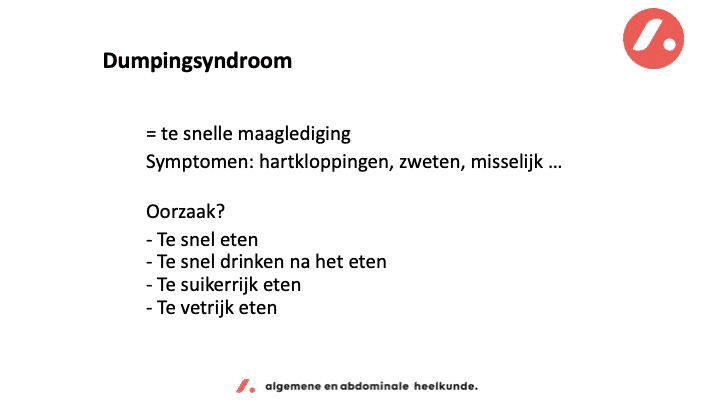 Dumpingsyndroom
= te snelle maaglediging
Symptomen: hartkloppingen, zweten, misselijk ...
Oorzaak?
- Te snel eten
- Te snel drinken na het eten
- Te suikerrijk eten
- Te vetrijk eten
algemene en abdominale heelkunde.